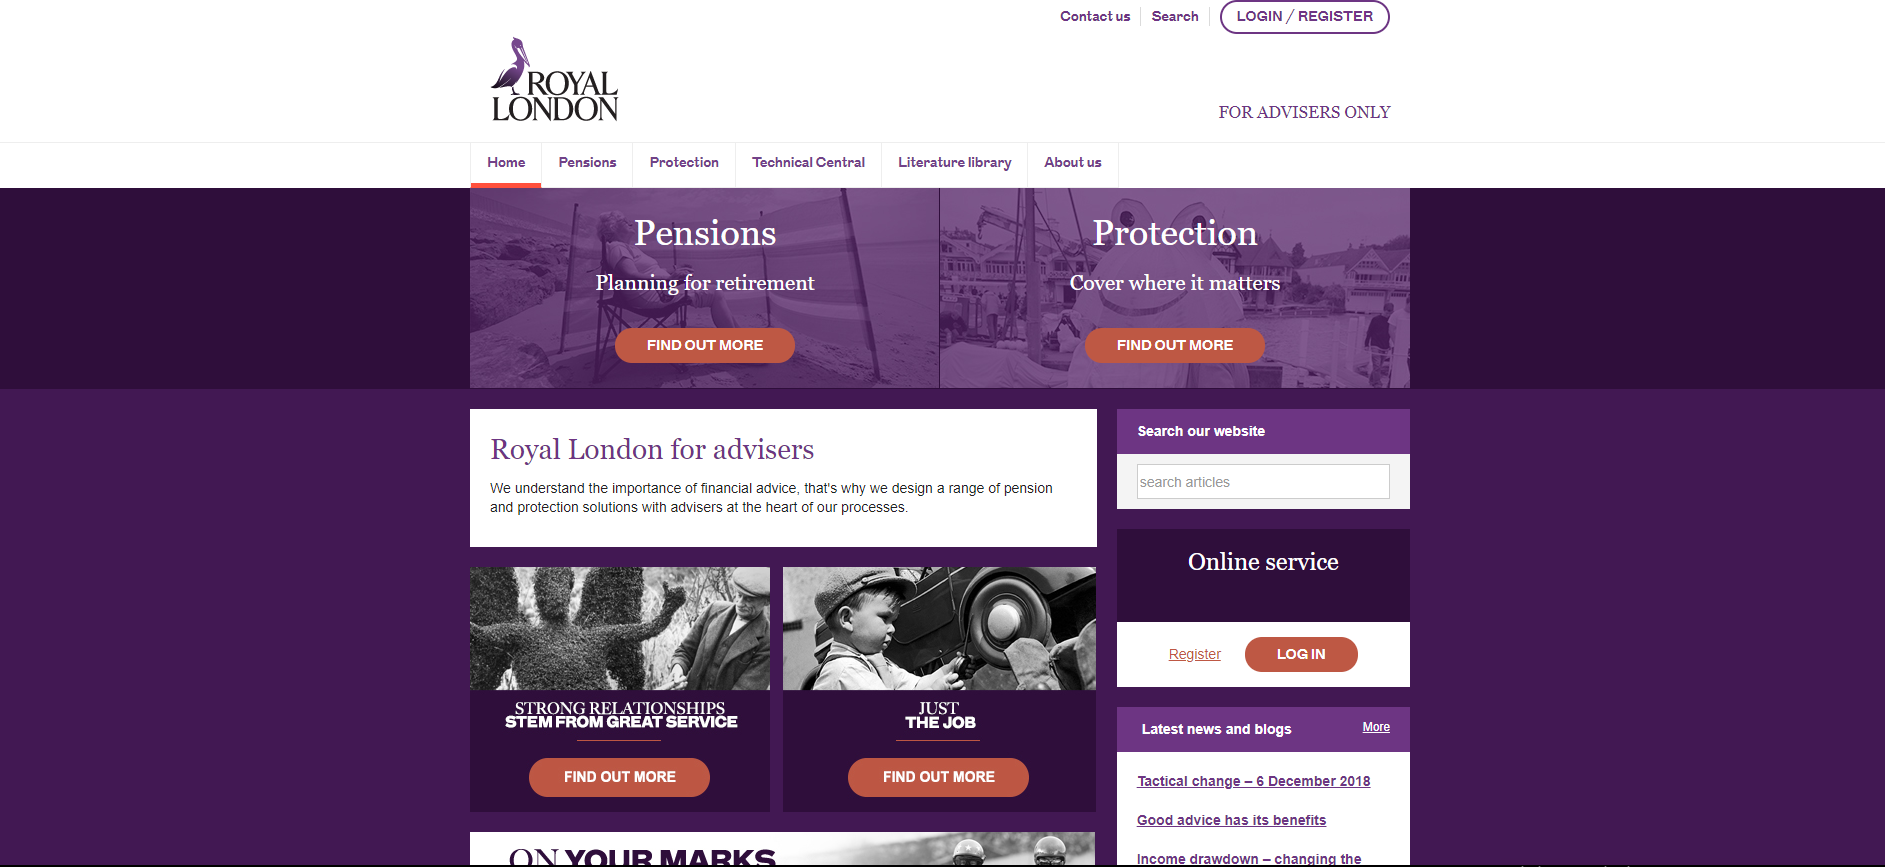 Contact us
Search
LOGIN / REGISTER
ROYAL
LONDON
FOR ADVISERS ONLY
Home
Pensions
Protection
Technical Central
Literature library
About us
Pensions
Planning for retirement
FIND OUT MORE
Protection
Cover where it matters
FIND OUT MORE
Royal London for advisers
We understand the importance of financial advice, that's why we design a range of pension
and protection solutions with advisers at the heart of our processes.
Search our website
search articles
Online service
Register
LOG IN
STRONG RELATIONSHIPS
STEM FROM GREAT SERVICE
FIND OUT MORE
JUST
THE JOB
FIND OUT MORE
Latest news and blogs
More
Tactical change – 6 December 2018
Good advice has its benefits
Income drawdown – changing the
ON YOUR MARKS